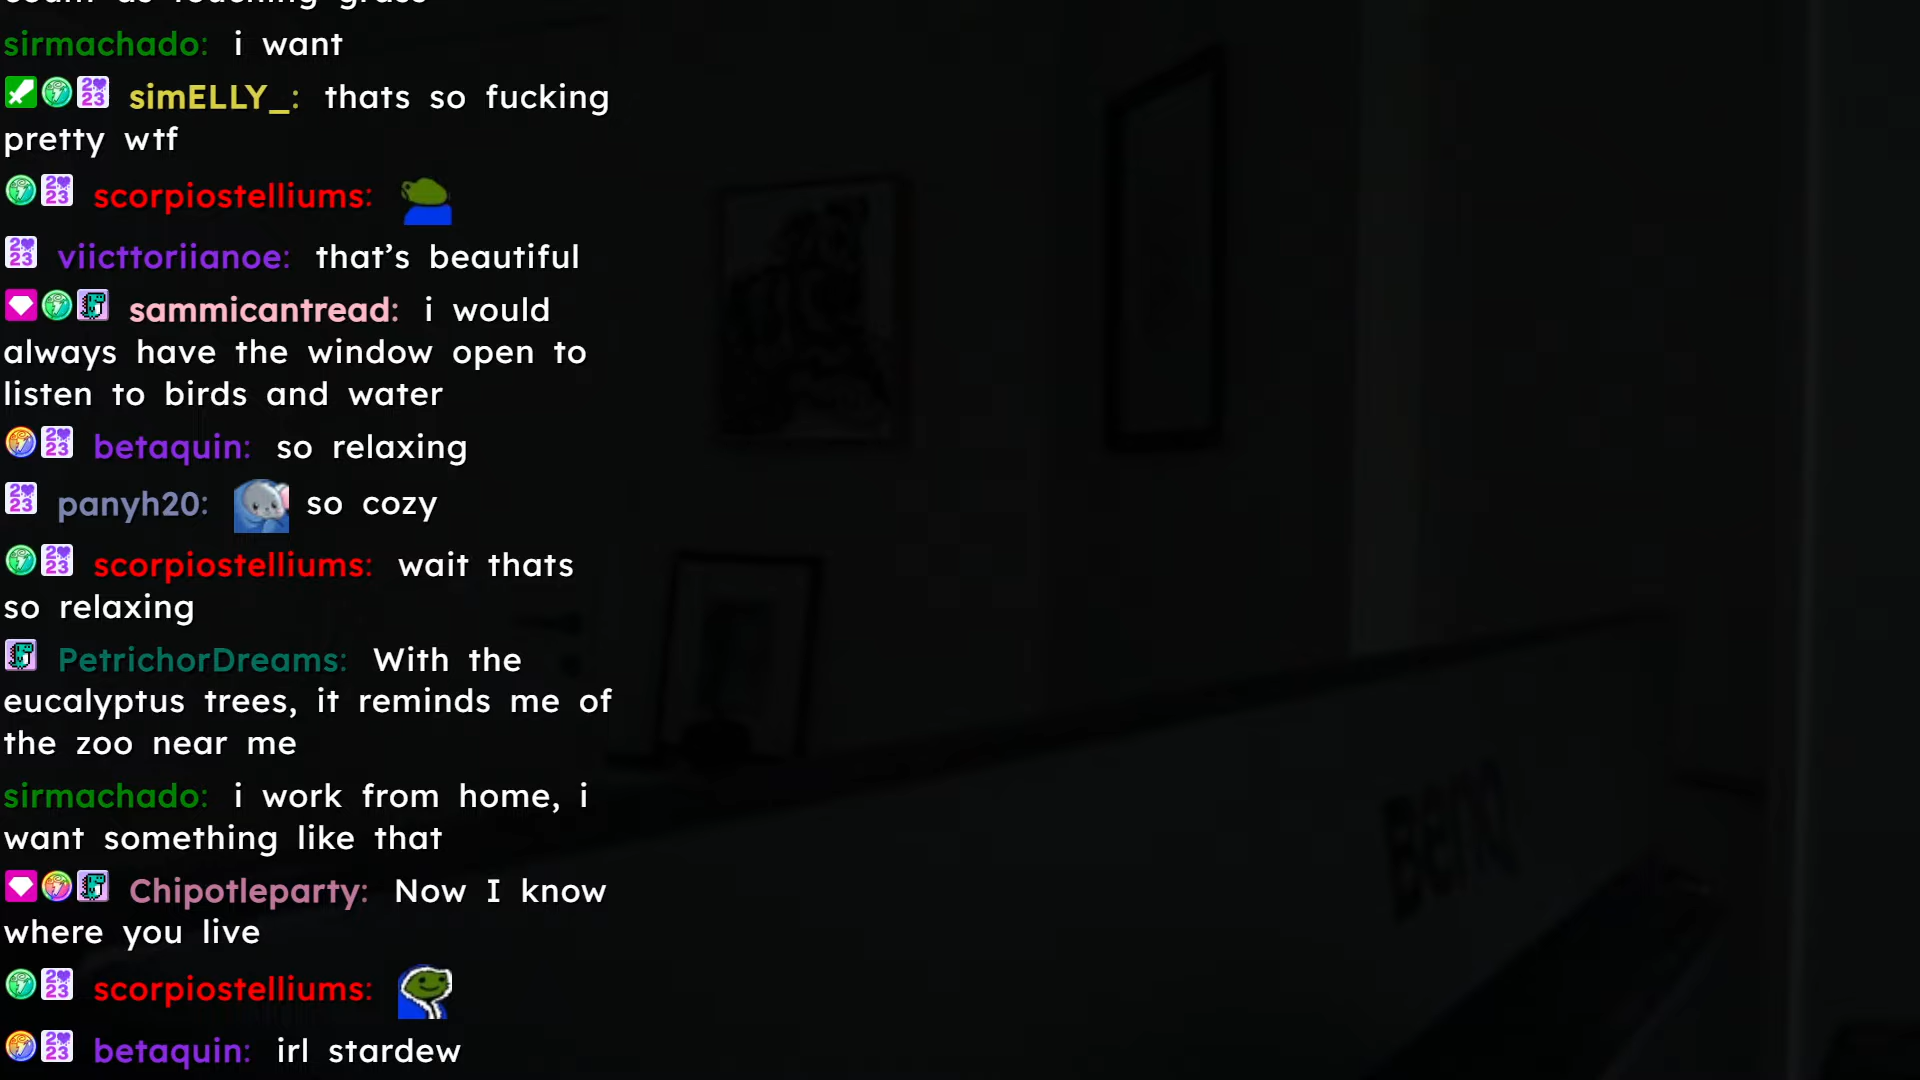 sirmachado: i want
simELLY_: thats so fucking
pretty wtf
scorpiostelliums:
viicttoriianoe: that’s beautiful
sammicantread: i would
always have the window open to
listen to birds and water
betaquin: so relaxing
panyh20: so cozy
scorpiostelliums: wait thats
so relaxing
PetrichorDreams: With the
eucalyptus trees, it reminds me of
the zoo near me
sirmachado: i work from home, i
want something like that
Chipotleparty: Now I know
where you live
scorpiostelliums:
betaquin: irl stardew